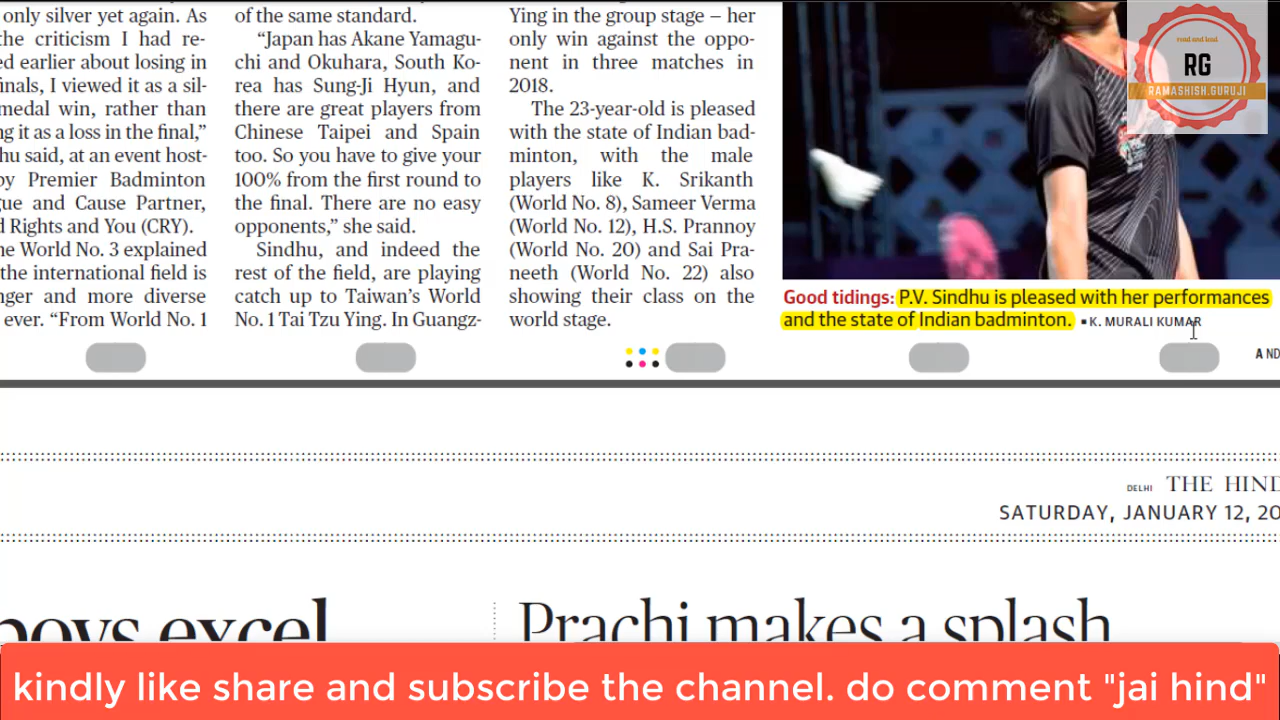 only silver yet again. As
the criticism I had re-
ed earlier about losing in
inals, I viewed it as a sil-
medal win, rather than
ng it as a loss in the final,”
hu said, at an event host-
by Premier Badminton
gue and Cause Partner,
d Rights and You (CRY).
ne World No. 3 explained
the international field is
nger and more diverse
ever. “From World No. 1
of the same standard.
“Japan has Akane Yamagu-
chi and Okuhara, South Ko-
rea has Sung-Ji Hyun, and
there are great players from
Chinese Taipei and Spain
too. So you have to give your
100% from the first round to
the final. There are no easy
opponents,” she said.
Sindhu, and indeed the
rest of the field, are playing
catch up to Taiwan’s World
No. 1 Tai Tzu Ying. In Guangz-
Ying in the group stage – her
only win against the oppo-
nent in three matches in
2018.
The 23-year-old is pleased
with the state of Indian bad-
minton, with the male
players like K. Srikanth
(World No. 8), Sameer Verma
(World No. 12), H.S. Prannoy
(World No. 20) and Sai Pra-
neeth (World No. 22) also
showing their class on the
world stage.
read and lead
RG
RAMASHISH.GURUJI
Good tidings: P.V. Sindhu is pleased with her performances
and the state of Indian badminton. ▪ K. MURALI KUMAR
A ND
DELHI THE HIND
SATURDAY, JANUARY 12, 20
boys excel
Prachi makes a splash
kindly like share and subscribe the channel. do comment "jai hind"